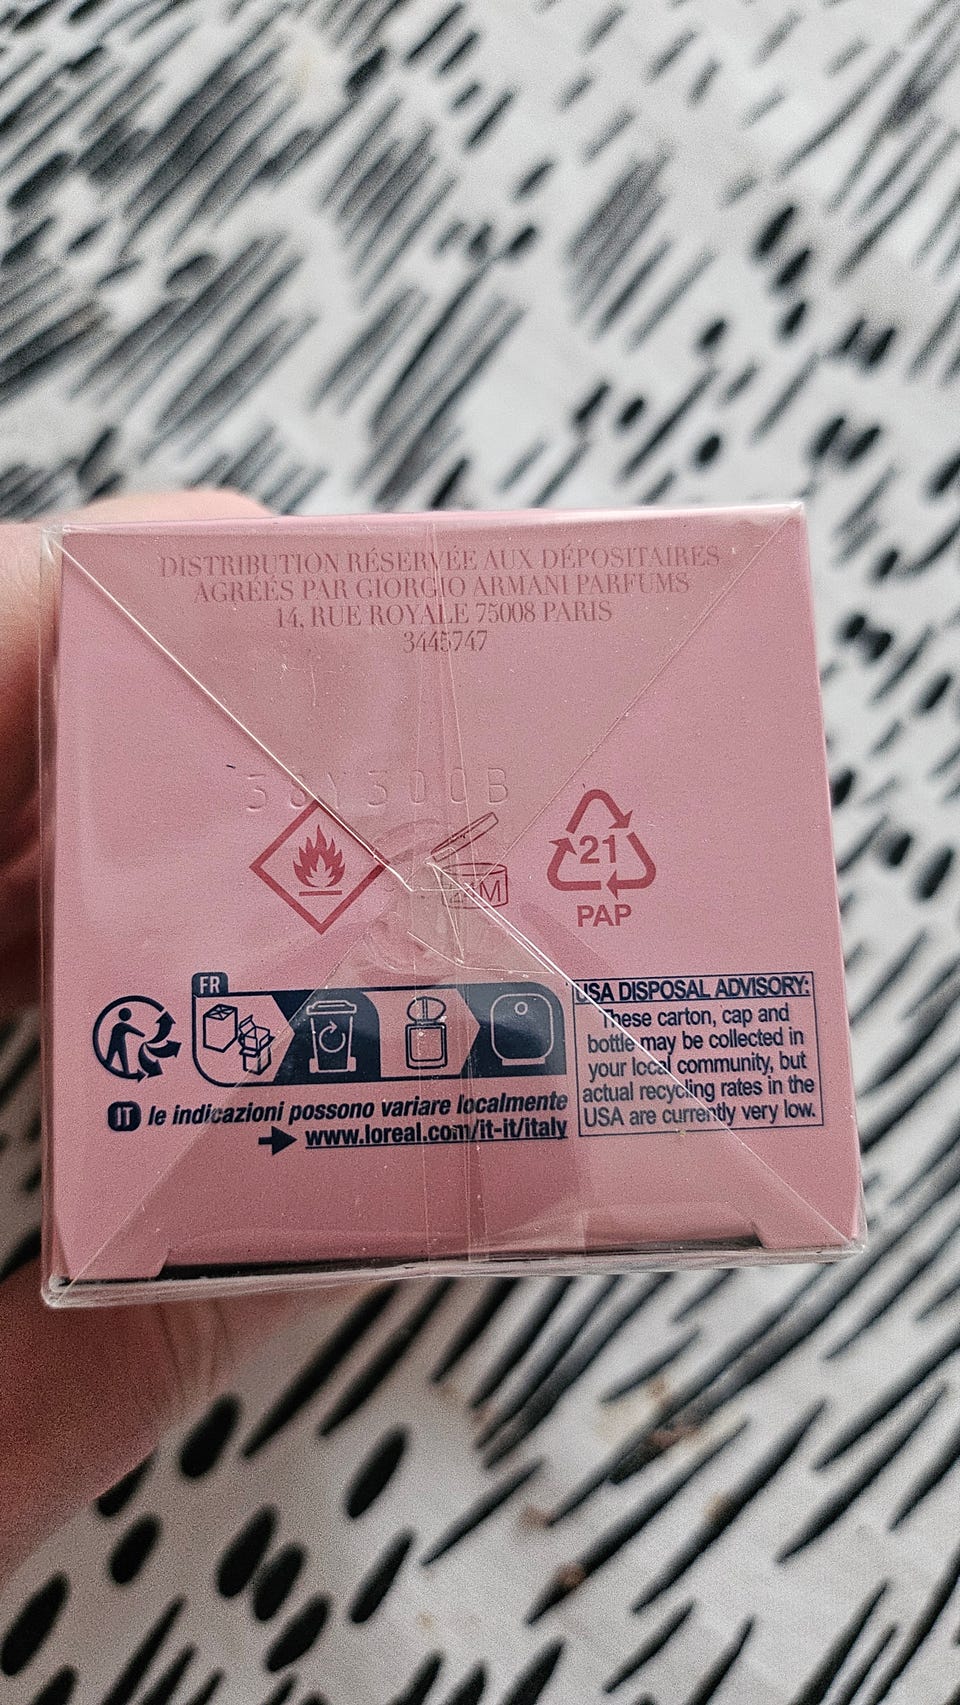 DISTRIBUTION RÉSERVÉE AUX DÉPOSITAIRES
AGRÉÉS PAR GIORGIO ARMANI PARFUMS
14, RUE ROYALE 75008 PARIS
3445747
38Y300B
21
PAP
FR
IT le indicazioni possono variare localmente
www.loreal.com/it-it/italy
USA DISPOSAL ADVISORY:
These carton, cap and
bottle may be collected in
your local community, but
actual recycling rates in the
USA are currently very low.